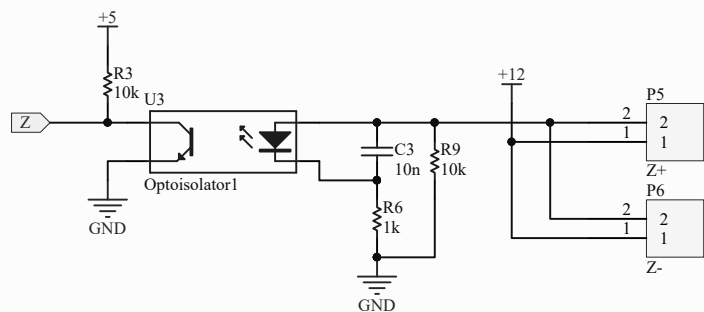 +5
R3
10k
Z
U3
Optoisolator1
GND
C3
10n
R9
10k
R6
1k
GND
+12
P5
2
1
2
1
Z+
P6
2
1
2
1
Z-